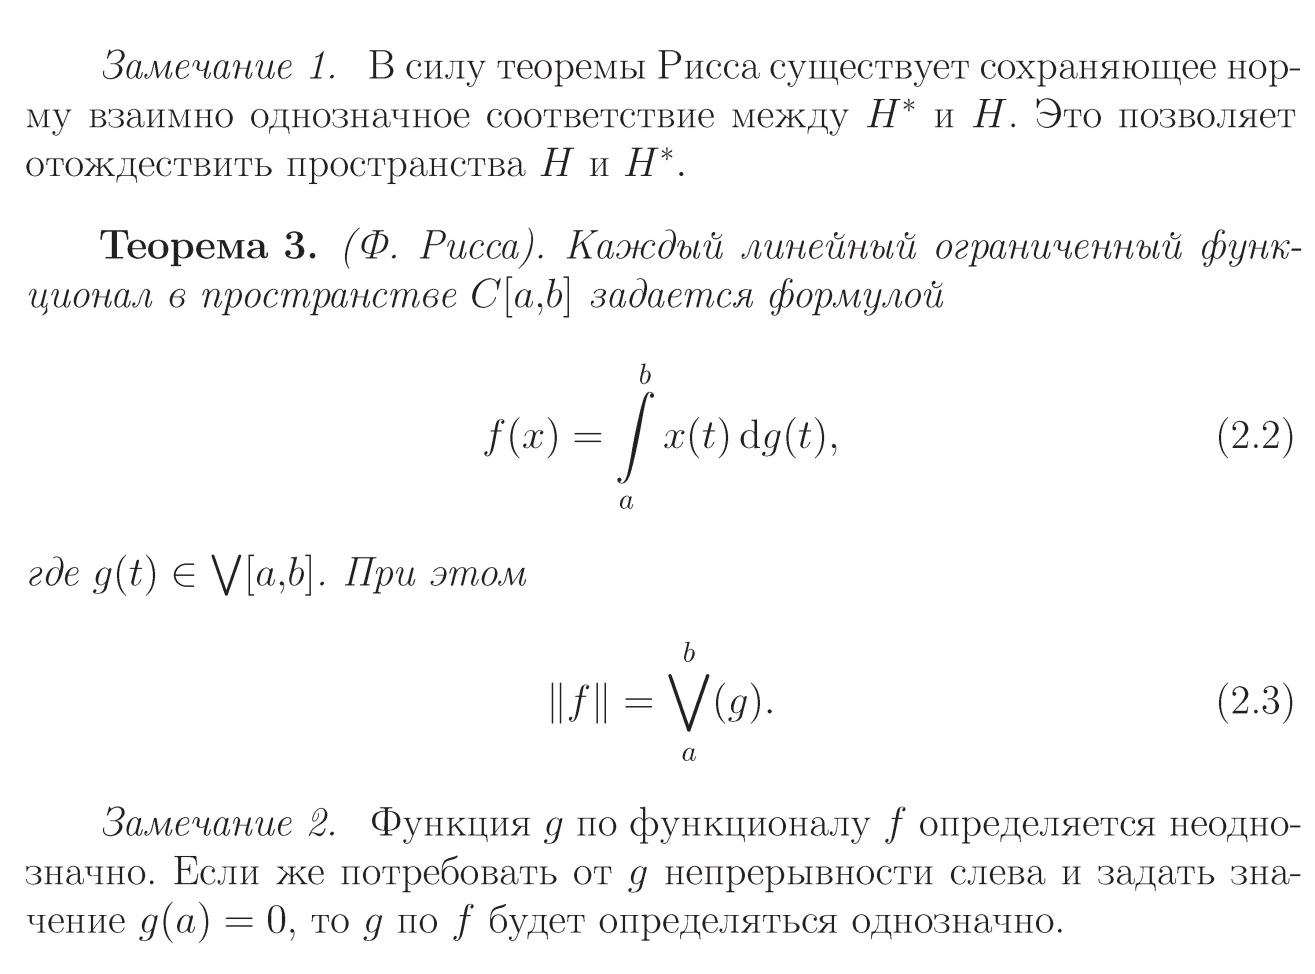 Замечание 1. В силу теоремы Рисса существует сохраняющее нор-
му взаимно однозначное соответствие между H* и H. Это позволяет
отождествить пространства H и H*.
Теорема 3. (Ф. Рисса). Каждый линейный ограниченный функ-
ционал в пространстве C[a,b] задается формулой
f(x) = ∫_a^b x(t) dg(t), (2.2)
где g(t) ∈ ⋁[a,b]. При этом
‖f‖ = ⋁_a^b (g). (2.3)
Замечание 2. Функция g по функционалу f определяется неодно-
значно. Если же потребовать от g непрерывности слева и задать зна-
чение g(a) = 0, то g по f будет определяться однозначно.